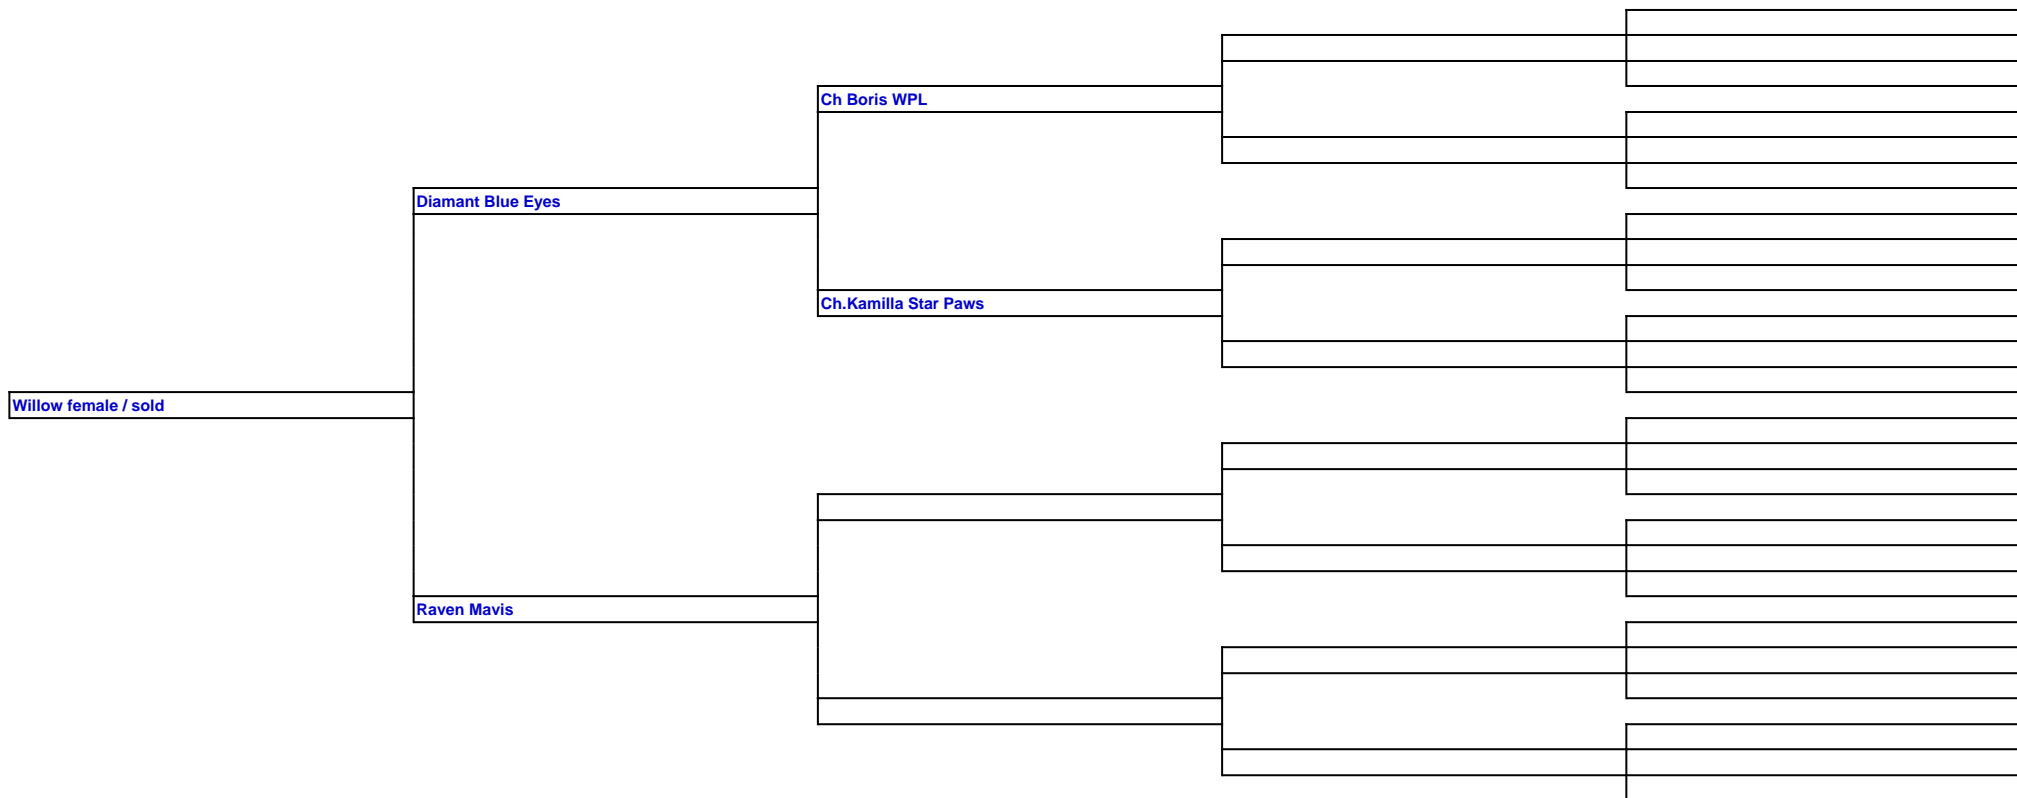 Ch Boris WPL
Diamant Blue Eyes
Ch.Kamilla Star Paws
Willow female / sold
Raven Mavis